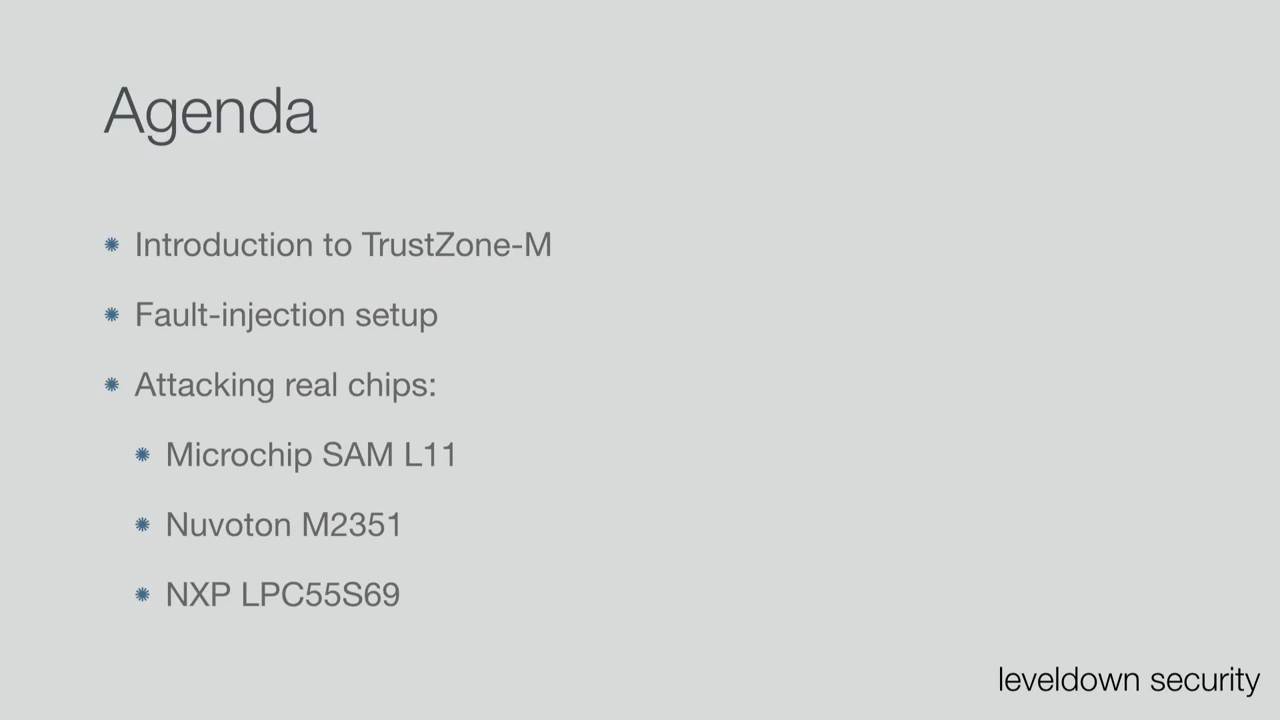 Agenda
Introduction to TrustZone-M
Fault-injection setup
Attacking real chips:
Microchip SAM L11
Nuvoton M2351
NXP LPC55S69
leveldown security